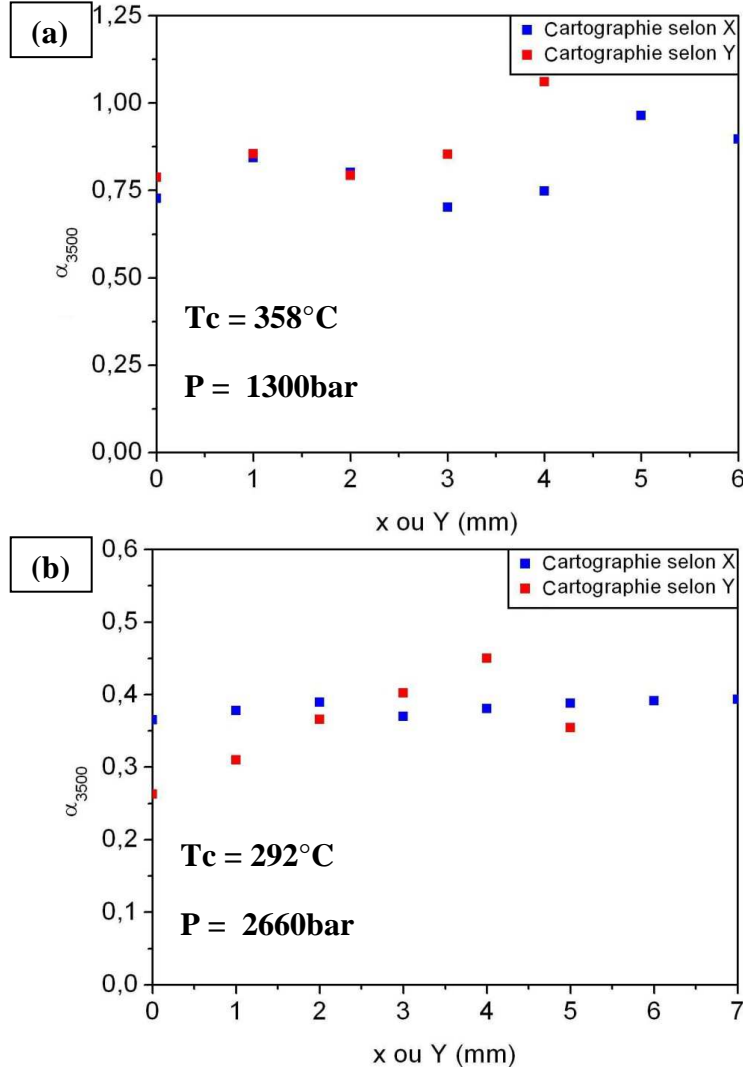 (a)
1,25
1,00
0,75
0,50
0,25
0,00
α3500
Cartographie selon X
Cartographie selon Y
Tc = 358°C
P = 1300bar
0 1 2 3 4 5 6
x ou Y (mm)
(b)
0,6
0,5
0,4
0,3
0,2
0,1
0,0
α3500
Cartographie selon X
Cartographie selon Y
Tc = 292°C
P = 2660bar
0 1 2 3 4 5 6 7
x ou Y (mm)